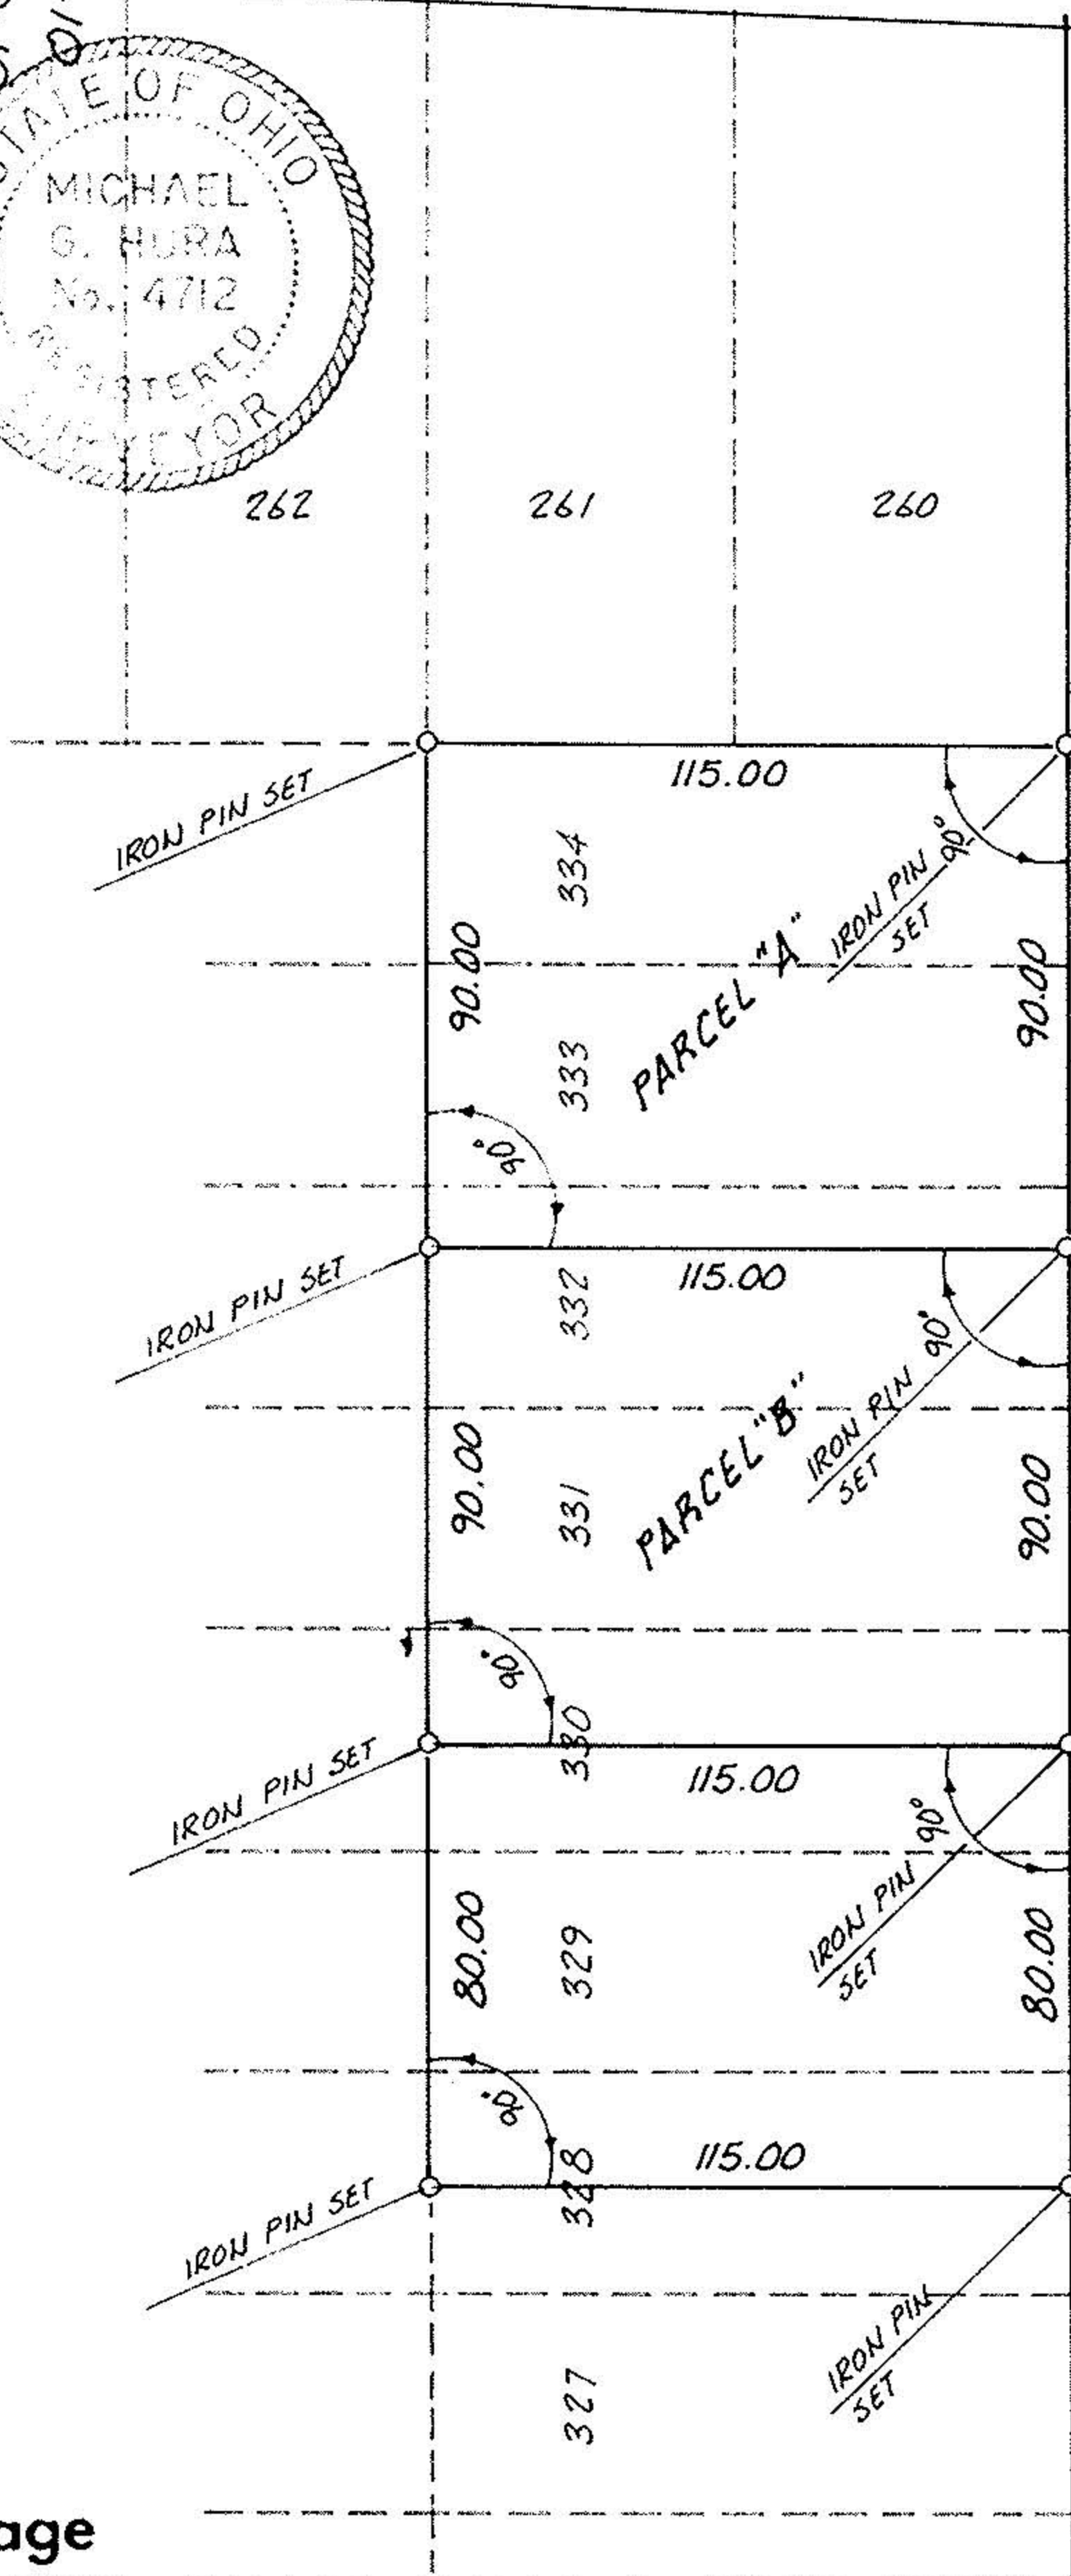 STATE OF OHIO
MICHAEL
G. HURA
No. 4712
REGISTERED
SURVEYOR
262
261
260
IRON PIN SET
115.00
334
90°
IRON PIN
SET
90.00
PARCEL "A"
90.00
333
90°
IRON PIN SET
115.00
332
90°
IRON PIN
SET
90.00
PARCEL "B"
90.00
331
90°
IRON PIN SET
330
115.00
90°
IRON PIN
SET
80.00
329
80.00
90°
115.00
328
IRON PIN SET
IRON PIN
SET
327
age